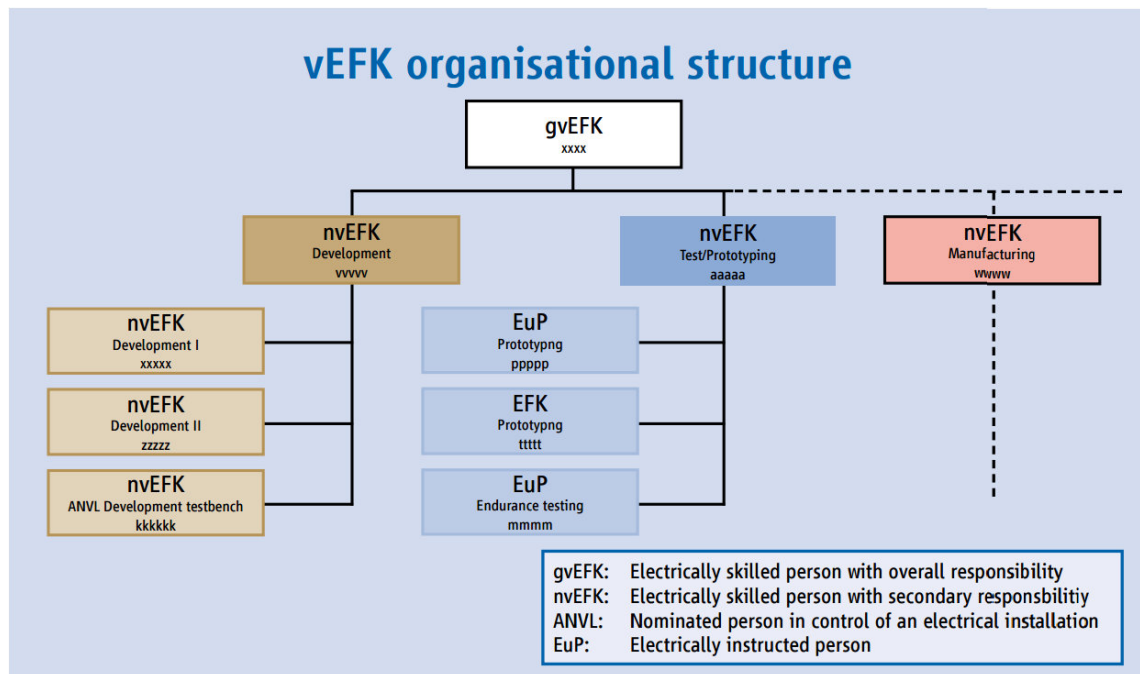 vEFK organisational structure
gvEFK
xxxx
nvEFK
Development
vvvvv
nvEFK
Test/Prototyping
aaaaa
nvEFK
Manufacturing
wwww
nvEFK
Development I
xxxxx
nvEFK
Development II
zzzzz
nvEFK
ANVL Development testbench
kkkkkk
EuP
Prototypng
ppppp
EFK
Prototypng
ttttt
EuP
Endurance testing
mmmm
gvEFK: Electrically skilled person with overall responsibility
nvEFK: Electrically skilled person with secondary responsbilitiy
ANVL: Nominated person in control of an electrical installation
EuP: Electrically instructed person